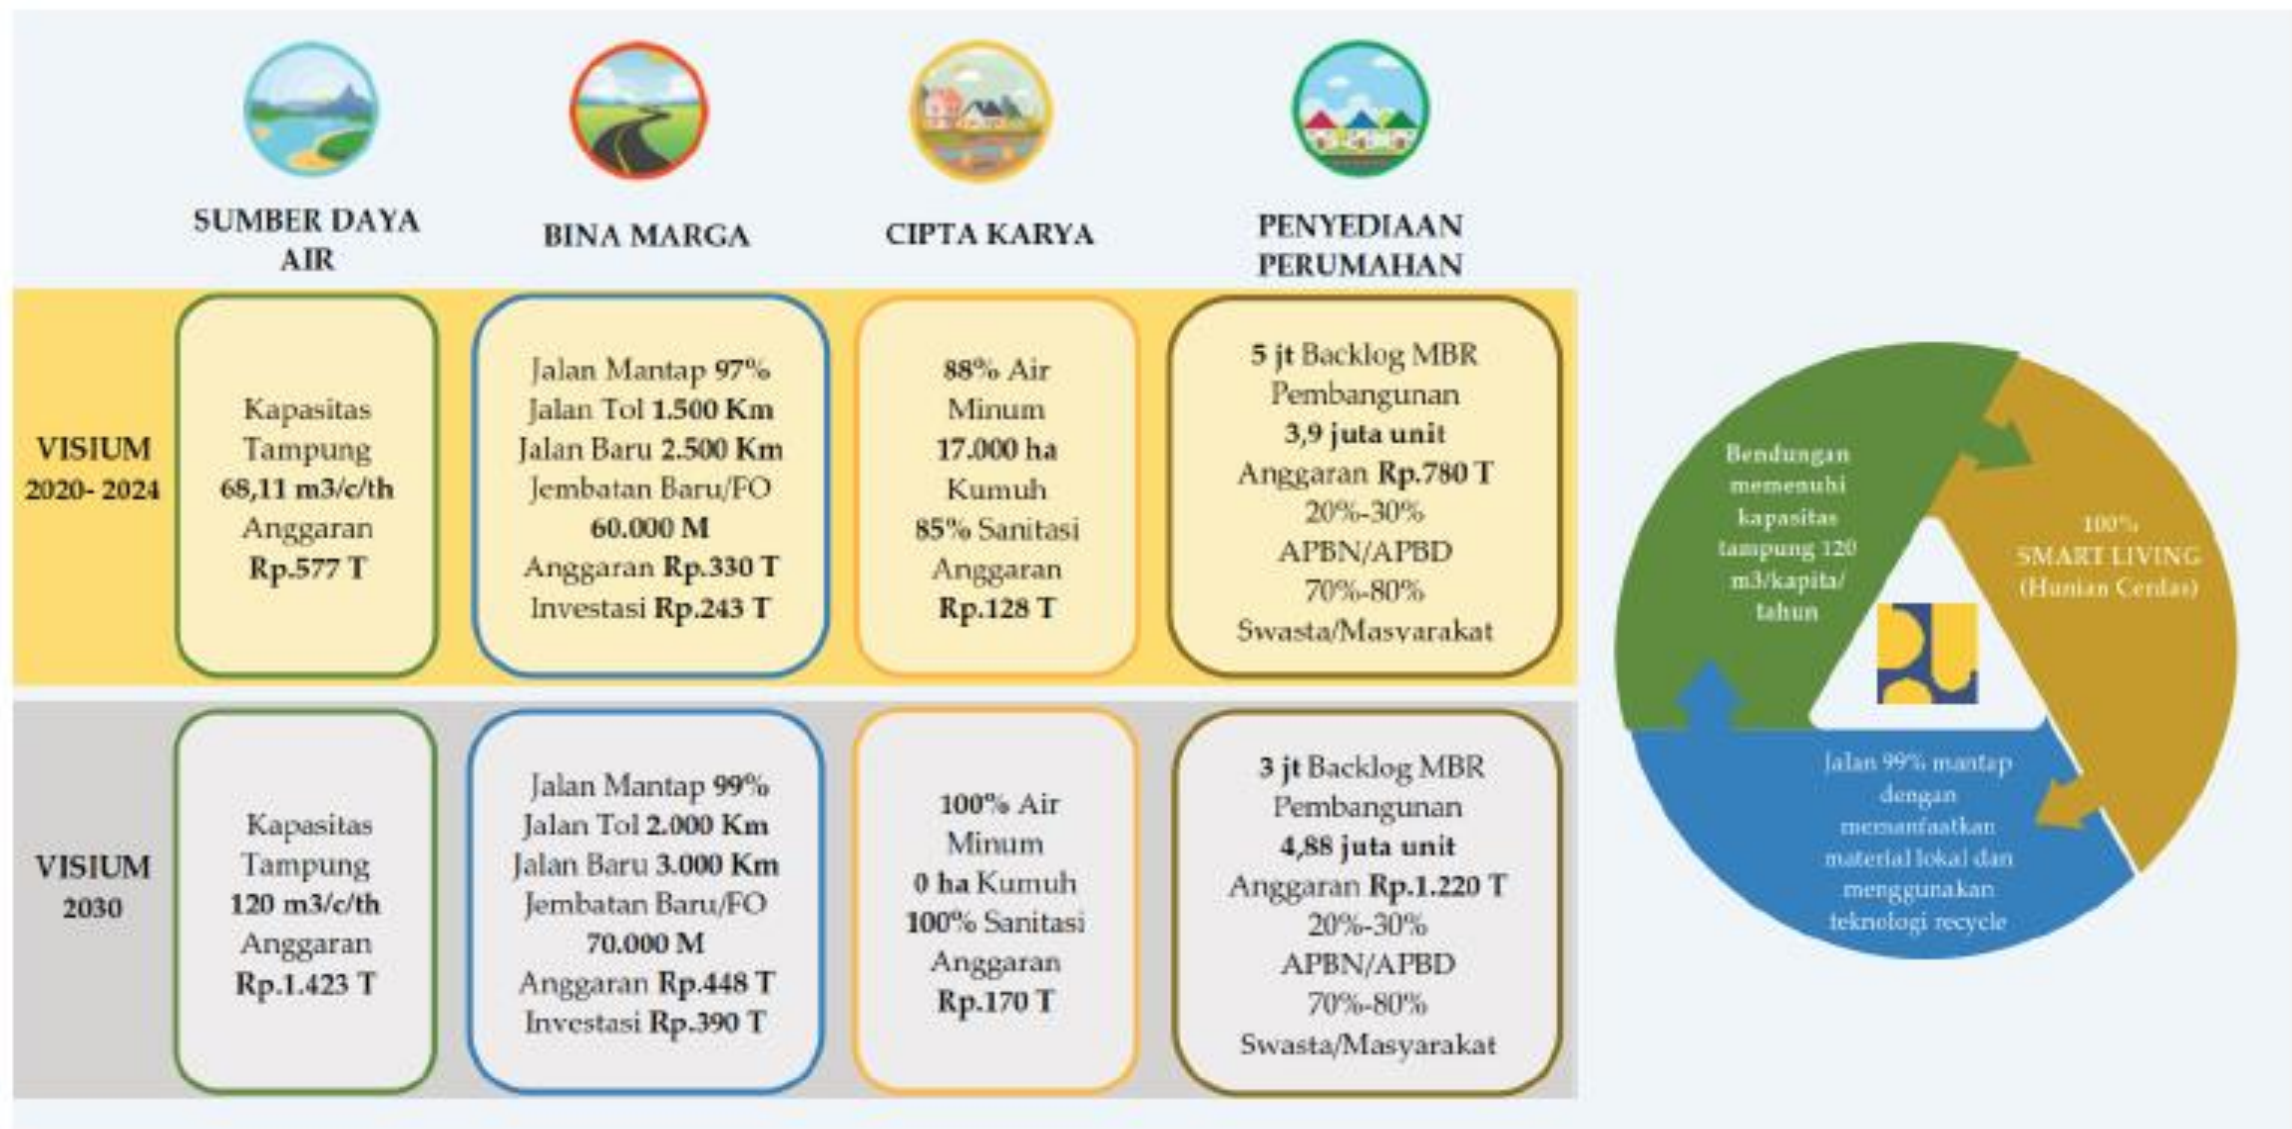 SUMBER DAYA
AIR
BINA MARGA
CIPTA KARYA
PENYEDIAAN
PERUMAHAN
VISIUM
2020- 2024
Kapasitas
Tampung
68,11 m3/c/th
Anggaran
Rp.577 T
Jalan Mantap 97%
Jalan Tol 1.500 Km
Jalan Baru 2.500 Km
Jembatan Baru/FO
60.000 M
Anggaran Rp.330 T
Investasi Rp.243 T
88% Air
Minum
17.000 ha
Kumuh
85% Sanitasi
Anggaran
Rp.128 T
5 jt Backlog MBR
Pembangunan
3,9 juta unit
Anggaran Rp.780 T
20%-30%
APBN/APBD
70%-80%
Swasta/Masyarakat
VISIUM
2030
Kapasitas
Tampung
120 m3/c/th
Anggaran
Rp.1.423 T
Jalan Mantap 99%
Jalan Tol 2.000 Km
Jalan Baru 3.000 Km
Jembatan Baru/FO
70.000 M
Anggaran Rp.448 T
Investasi Rp.390 T
100% Air
Minum
0 ha Kumuh
100% Sanitasi
Anggaran
Rp.170 T
3 jt Backlog MBR
Pembangunan
4,88 juta unit
Anggaran Rp.1.220 T
20%-30%
APBN/APBD
70%-80%
Swasta/Masyarakat
Bendungan
memenuhi
kapasitas
tampung 120
m3/kapita/
tahun
100%
SMART LIVING
(Hunian Cerdas)
Jalan 99% mantap
dengan
memanfaatkan
material lokal dan
menggunakan
teknologi recycle